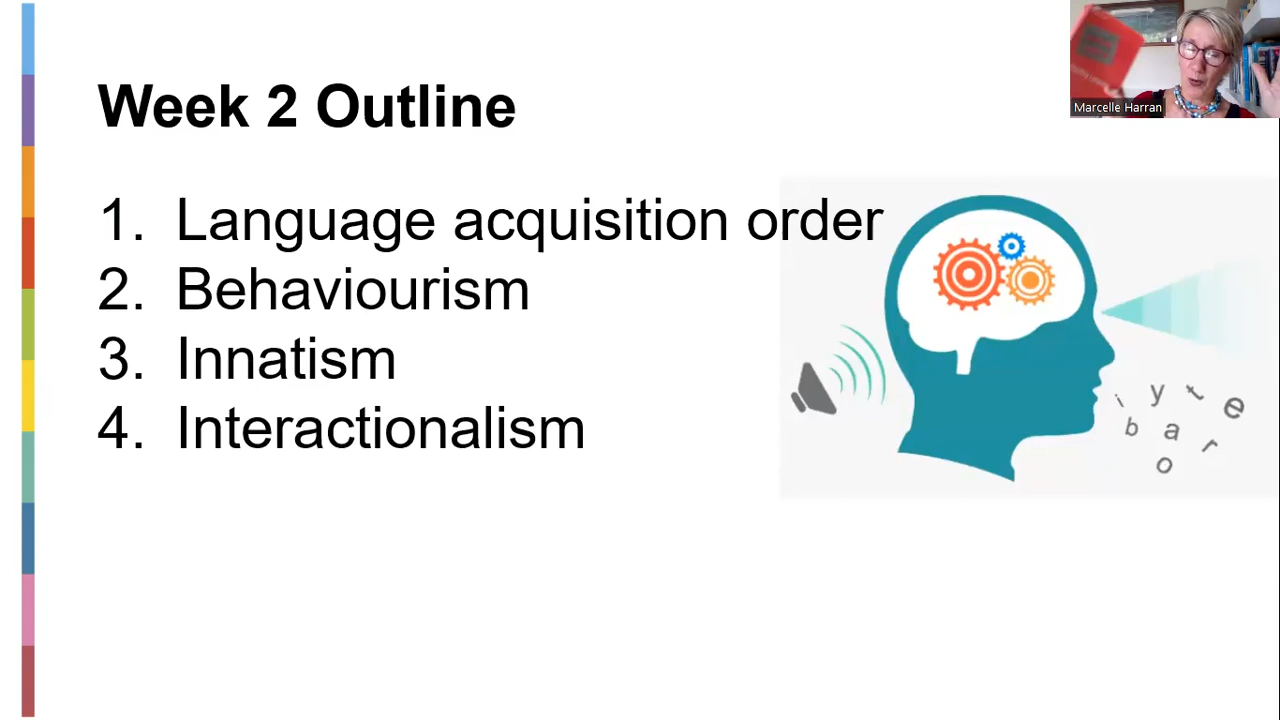 Week 2 Outline
Marcelle Harran
1. Language acquisition order
2. Behaviourism
3. Innatism
4. Interactionalism
i y t e
b a r
o